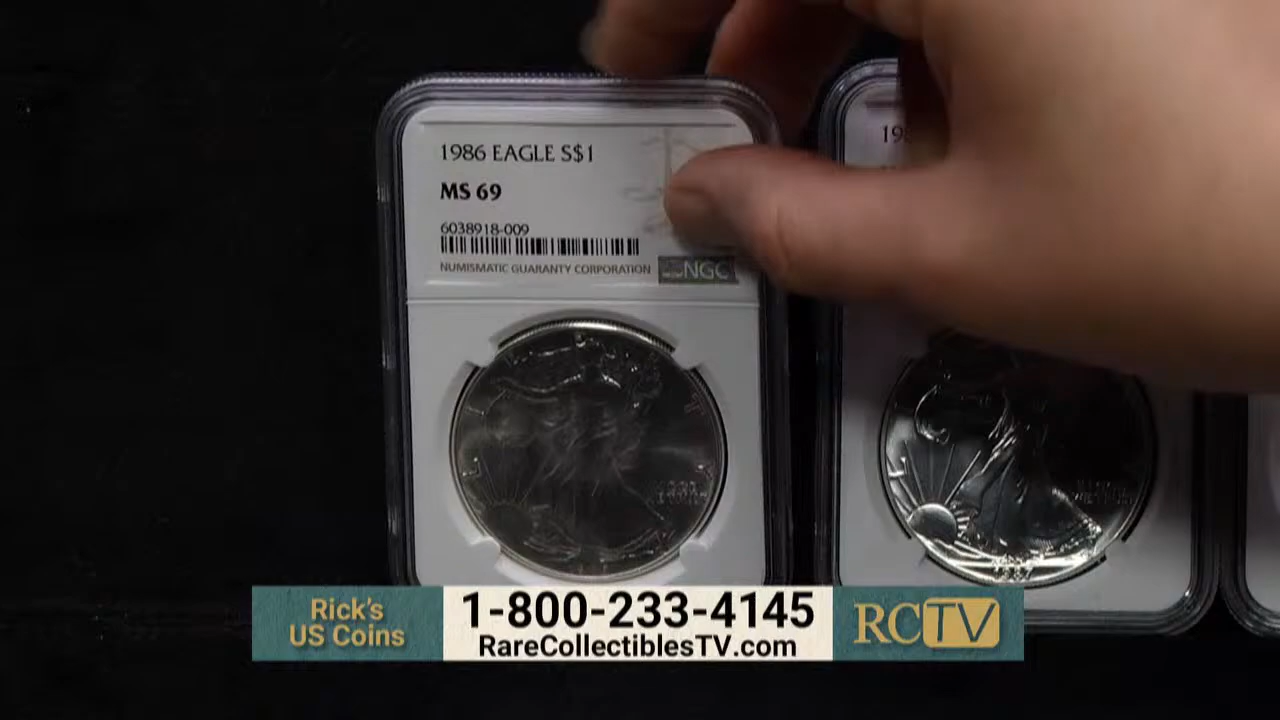 1986 EAGLE S$1
MS 69
6038918-009
NUMISMATIC GUARANTY CORPORATION
NGC
Rick's
US Coins
1-800-233-4145
RareCollectiblesTV.com
RCTV